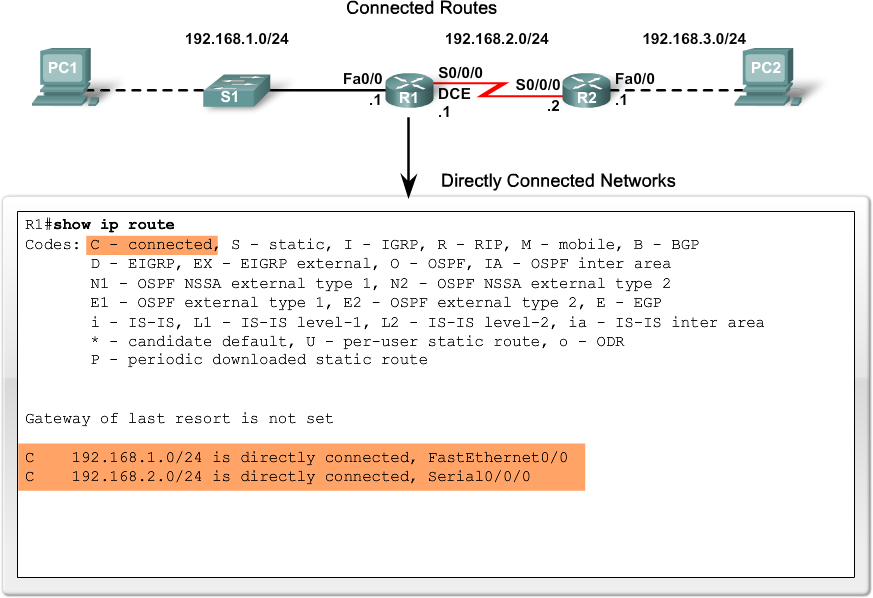 Connected Routes
192.168.1.0/24
192.168.2.0/24
192.168.3.0/24
PC1
S1
Fa0/0
.1
R1
S0/0/0
DCE
.1
S0/0/0
.2
R2
Fa0/0
.1
PC2
Directly Connected Networks
R1#show ip route
Codes: C - connected, S - static, I - IGRP, R - RIP, M - mobile, B - BGP
D - EIGRP, EX - EIGRP external, O - OSPF, IA - OSPF inter area
N1 - OSPF NSSA external type 1, N2 - OSPF NSSA external type 2
E1 - OSPF external type 1, E2 - OSPF external type 2, E - EGP
i - IS-IS, L1 - IS-IS level-1, L2 - IS-IS level-2, ia - IS-IS inter area
* - candidate default, U - per-user static route, o - ODR
P - periodic downloaded static route
Gateway of last resort is not set
C 192.168.1.0/24 is directly connected, FastEthernet0/0
C 192.168.2.0/24 is directly connected, Serial0/0/0